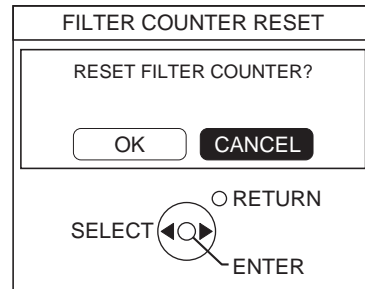 FILTER COUNTER RESET
RESET FILTER COUNTER?
OK CANCEL
RETURN
SELECT
ENTER